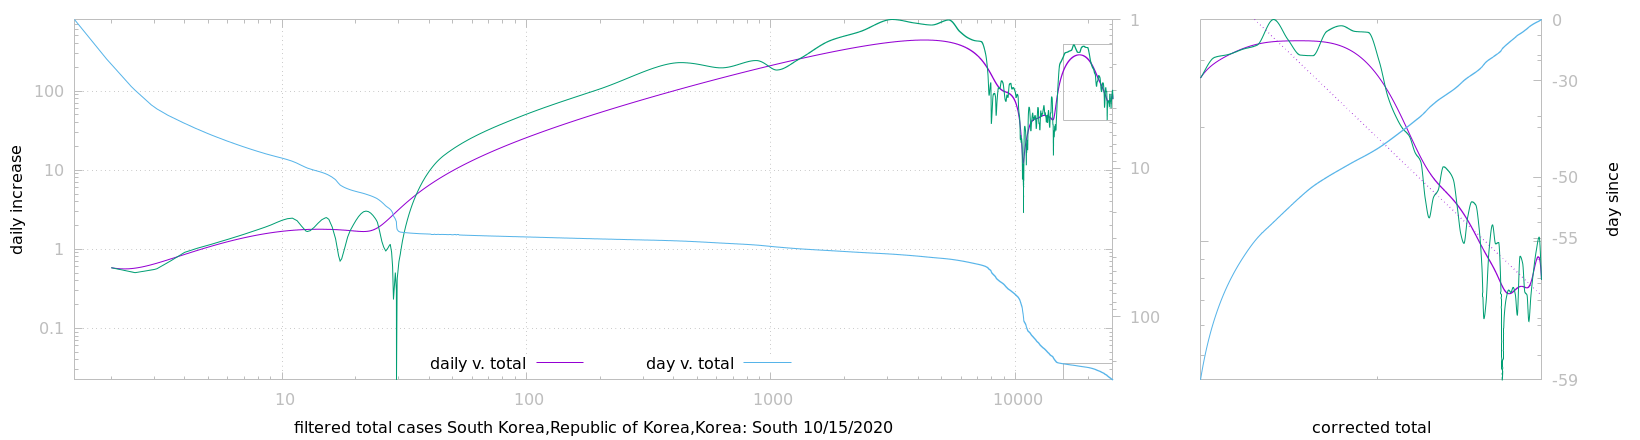 daily increase
100
10
1
0.1
daily v. total
day v. total
10
100
1000
10000
1
10
100
filtered total cases South Korea,Republic of Korea,Korea: South 10/15/2020
0
-30
-50
-55
-59
day since
corrected total